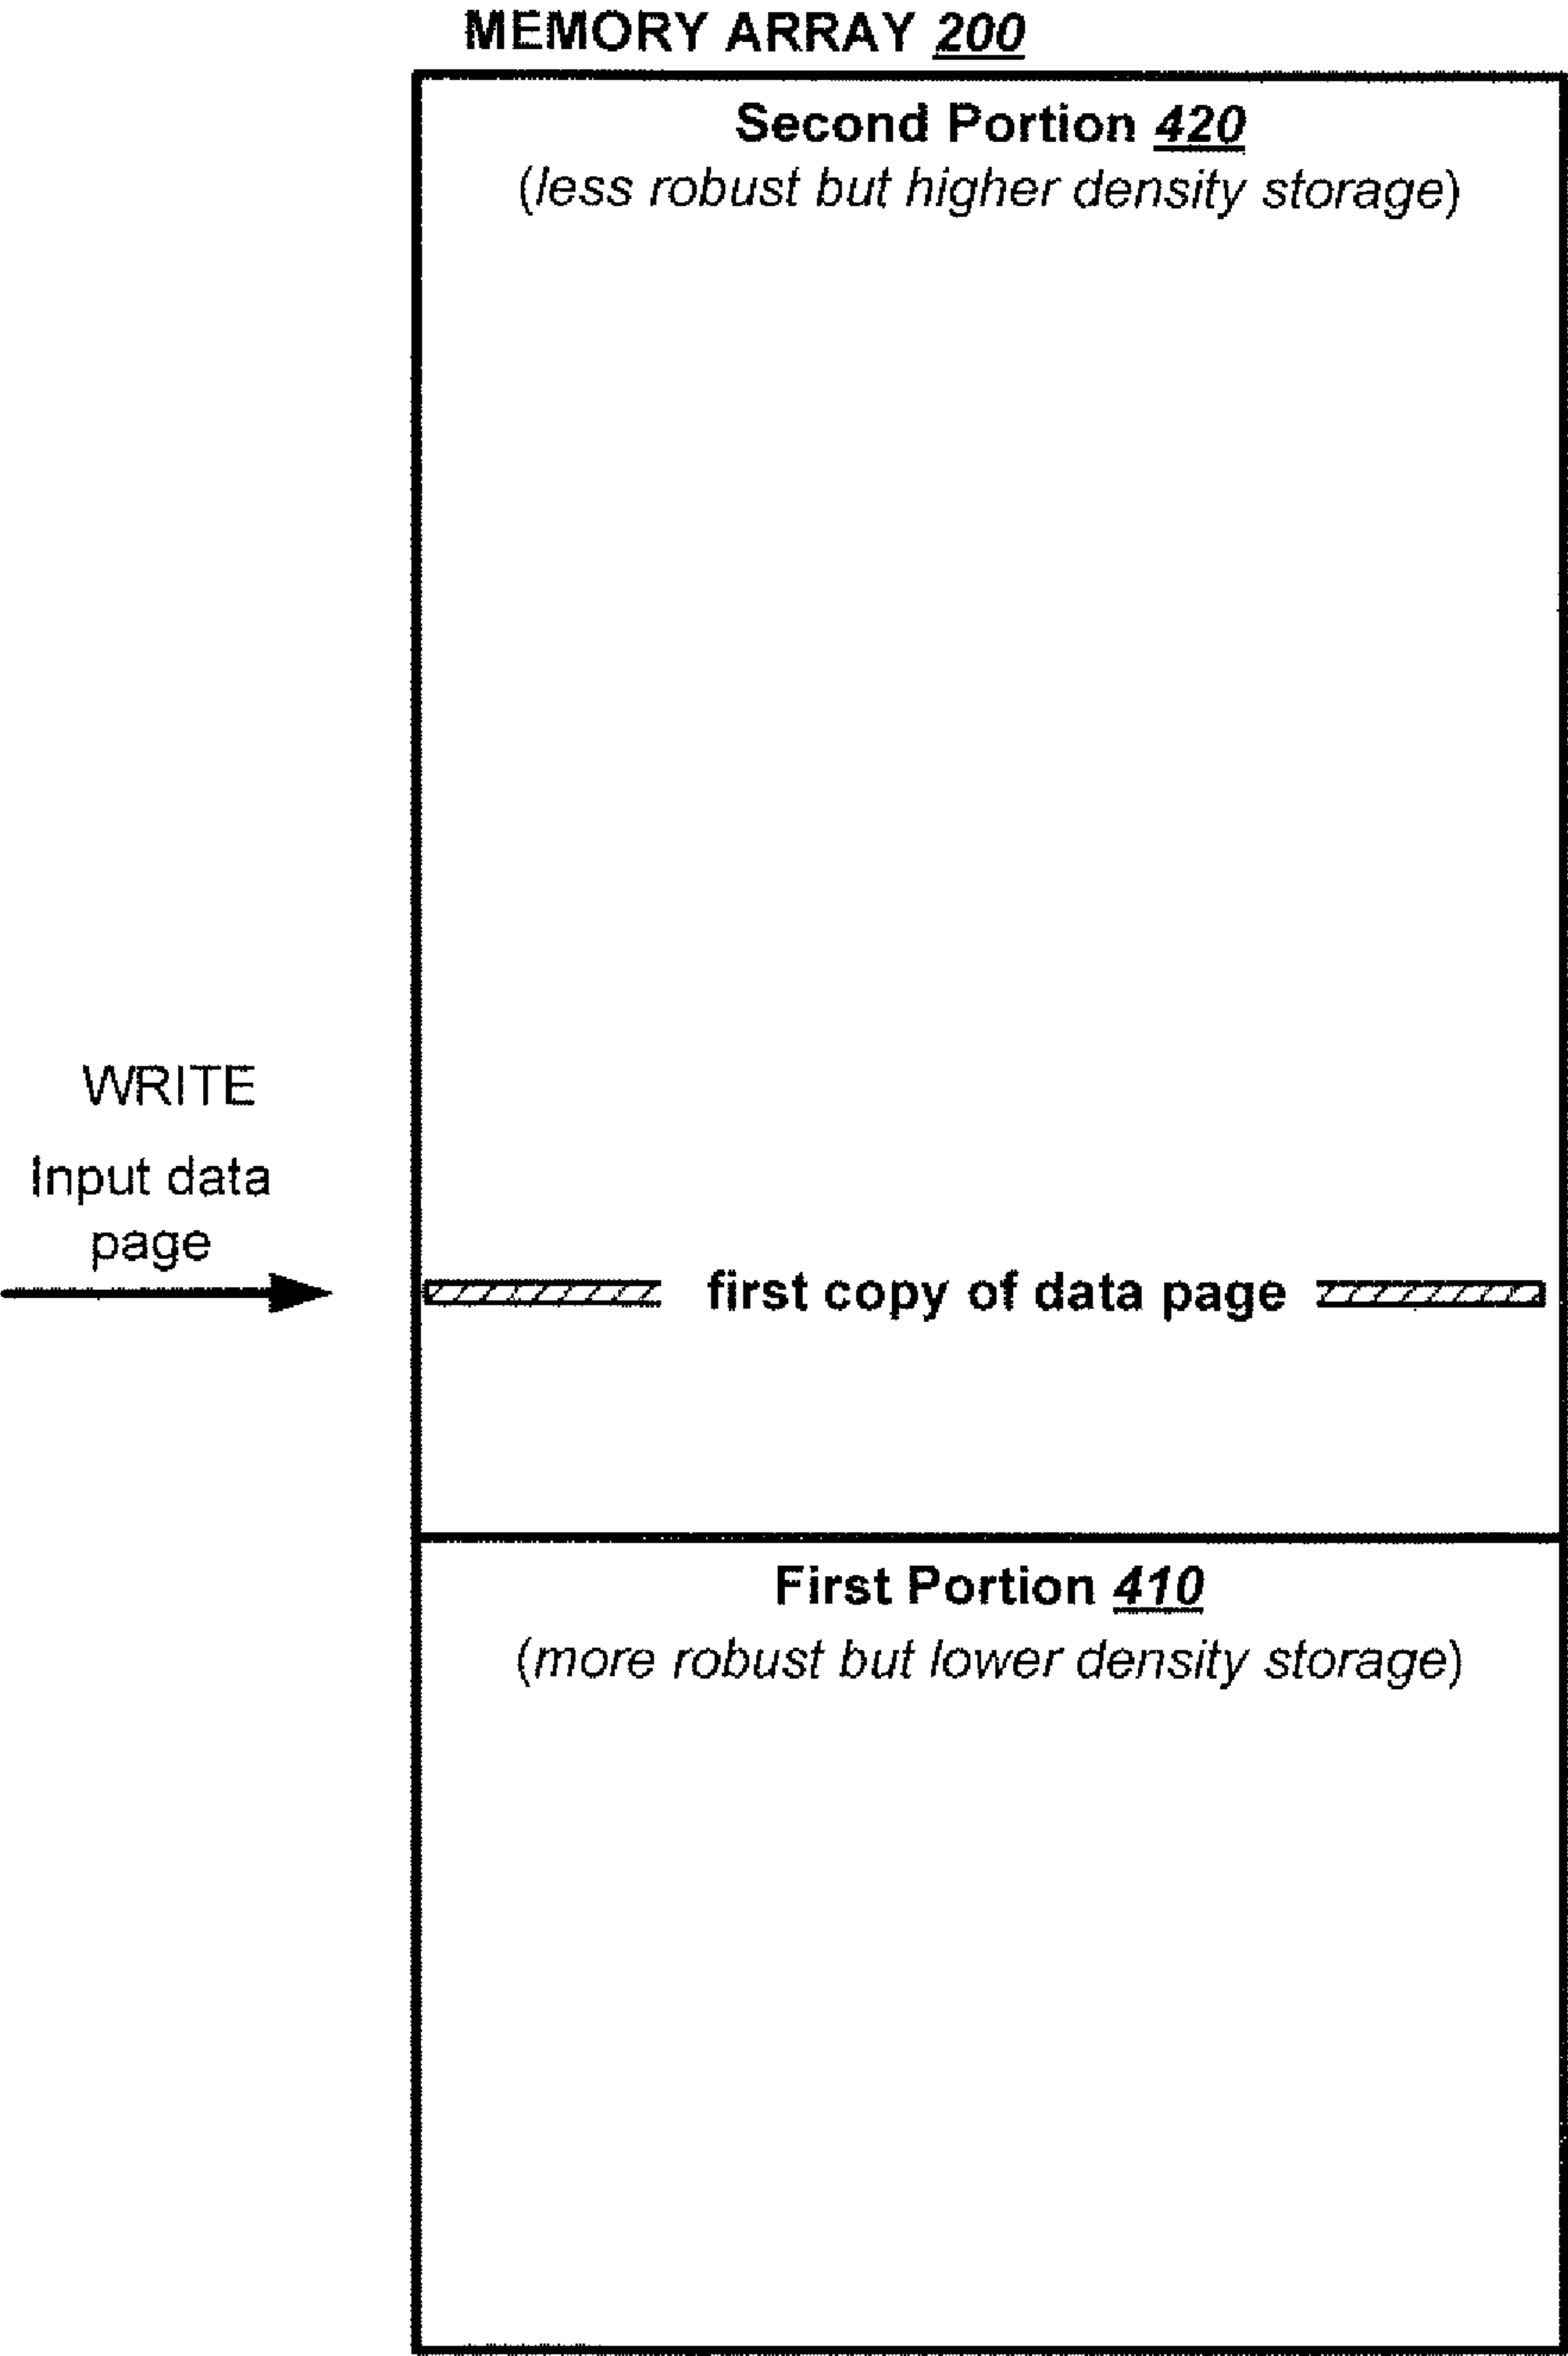 MEMORY ARRAY 200
Second Portion 420
(less robust but higher density storage)
WRITE
Input data
page
first copy of data page
First Portion 410
(more robust but lower density storage)